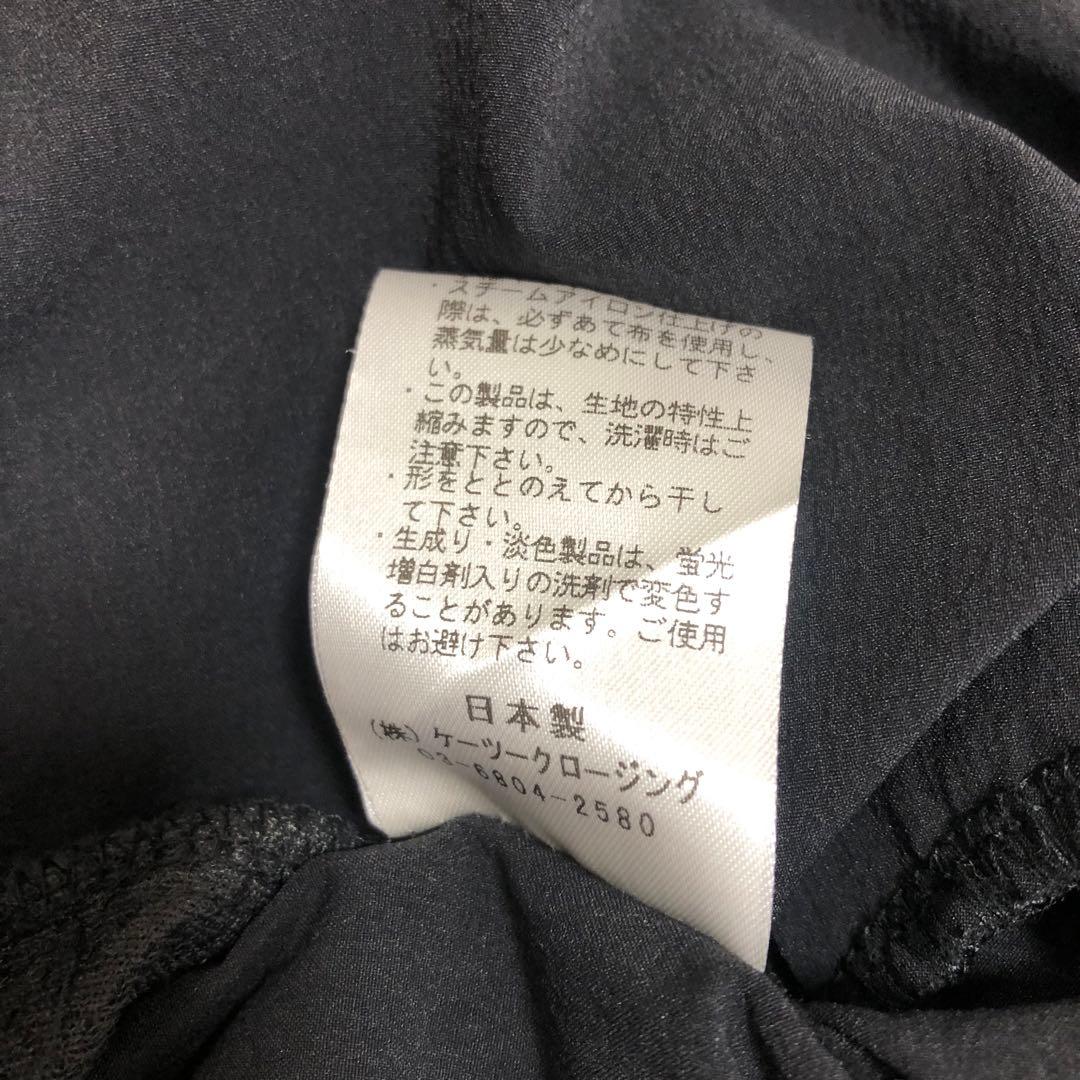 ・スチームアイロン仕上げの
際は、必ずあて布を使用し、
蒸気量は少なめにして下さ
い。
・この製品は、生地の特性上
縮みますので、洗濯時はご
注意下さい。
・形をととのえてから干し
て下さい。
・生成り・淡色製品は、蛍光
増白剤入りの洗剤で変色す
ることがあります。ご使用
はお避け下さい。
日本製
(株)ケーツークロージング
03-6804-2580